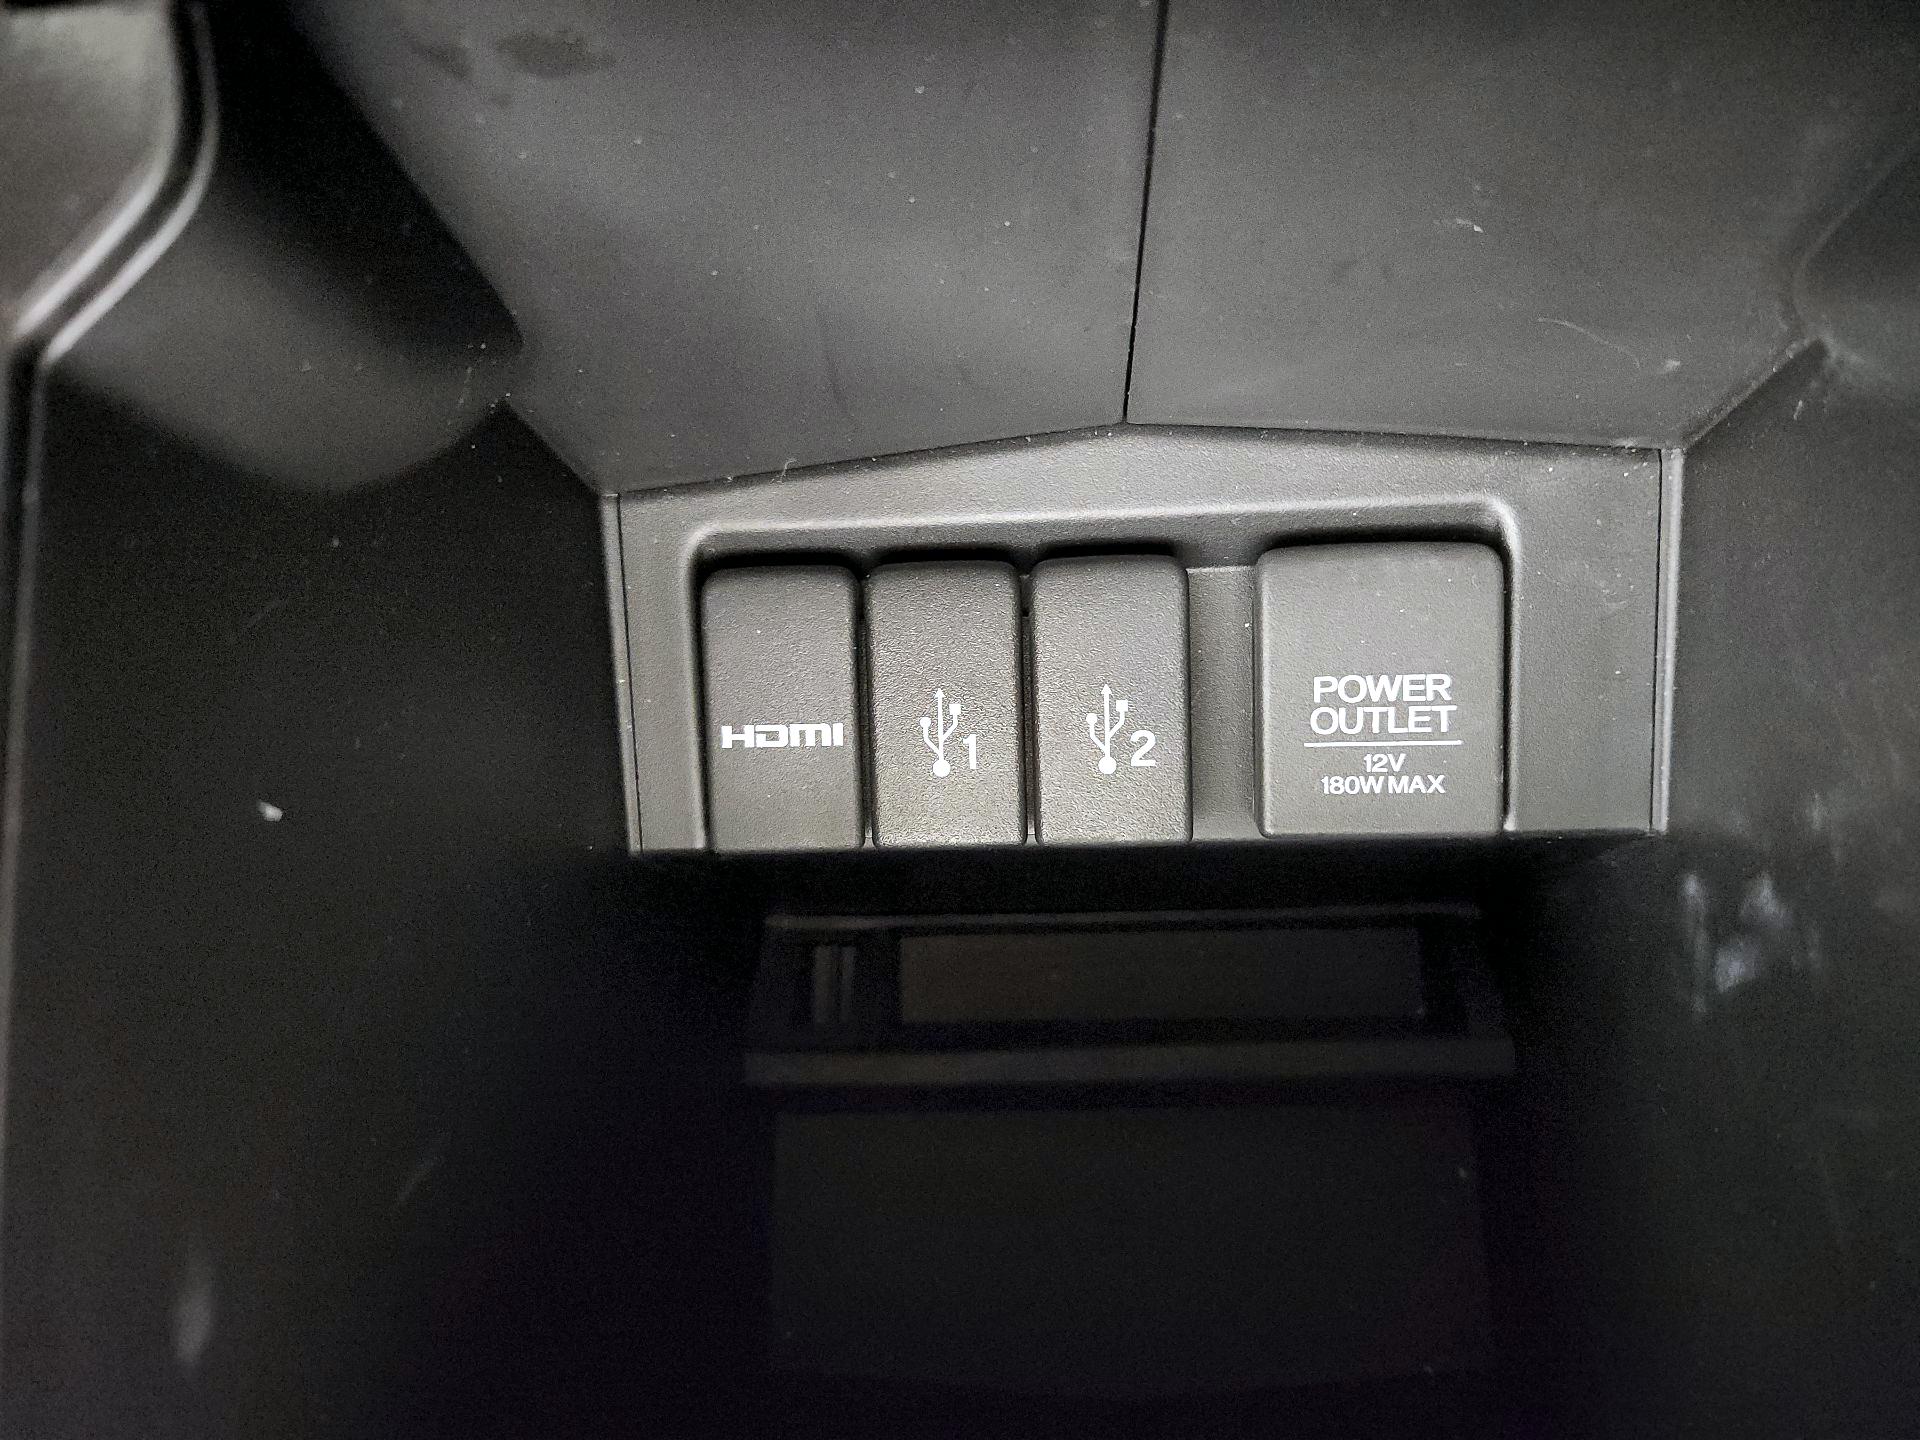 HDMI
1
2
POWER
OUTLET
12V
180W MAX